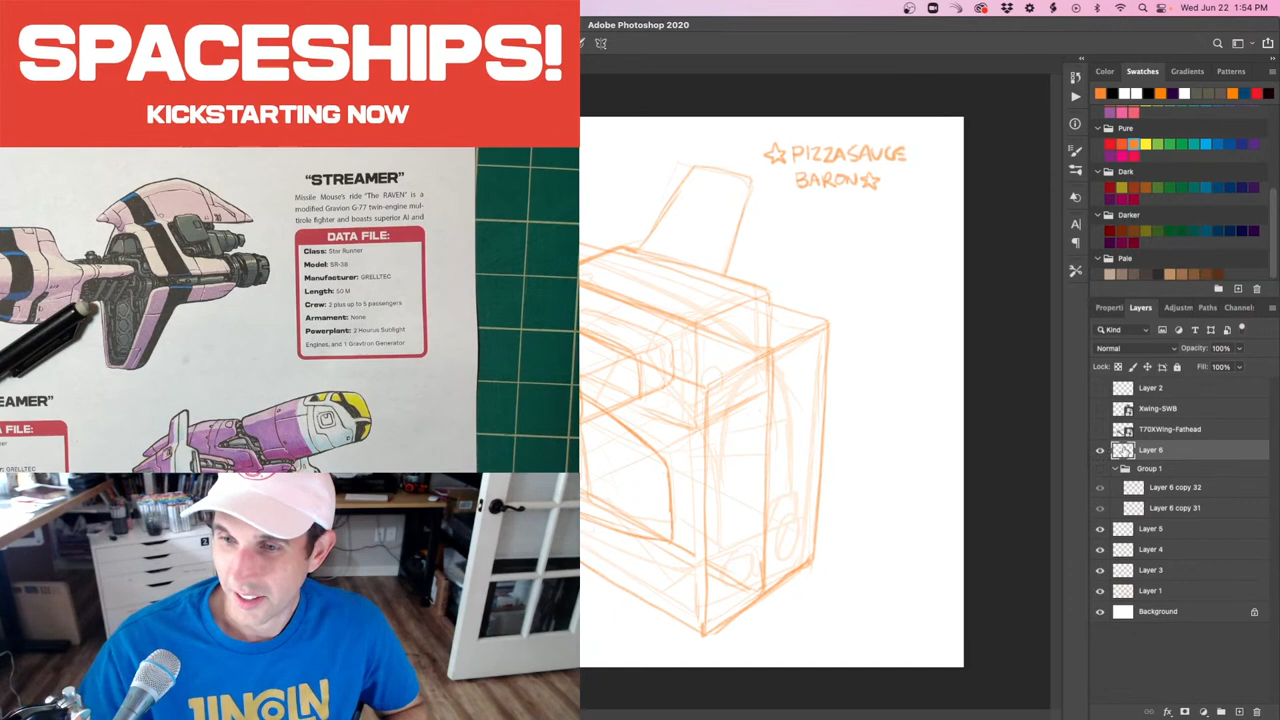 SPACESHIPS!
KICKSTARTING NOW
"STREAMER"
Missile Mouse's ride "The RAVEN" is a
modified Gravion G-77 twin-engine mul-
tirole fighter and boasts superior AI and
DATA FILE:
Class: Star Runner
Model: SR-38
Manufacturer: GRELLTEC
Length: 50 M
Crew: 2 plus up to 5 passengers
Armament: None
Powerplant: 2 Hourus Sublight
Engines, and 1 Gravtron Generator
EAMER"
A FILE:
GRELLTEC
LINCOLN
Adobe Photoshop 2020
Wed Jun 22 1:54 PM
PIZZASAUCE
BARON
Color Swatches Gradients Patterns
Pure
Dark
Darker
Pale
Properti Layers Adjustm Paths Channel
Kind
Normal Opacity: 100%
Lock: Fill: 100%
Layer 2
Xwing-SWB
T70XWing-Fathead
Layer 6
Group 1
Layer 6 copy 32
Layer 6 copy 31
Layer 5
Layer 4
Layer 3
Layer 1
Background
fx